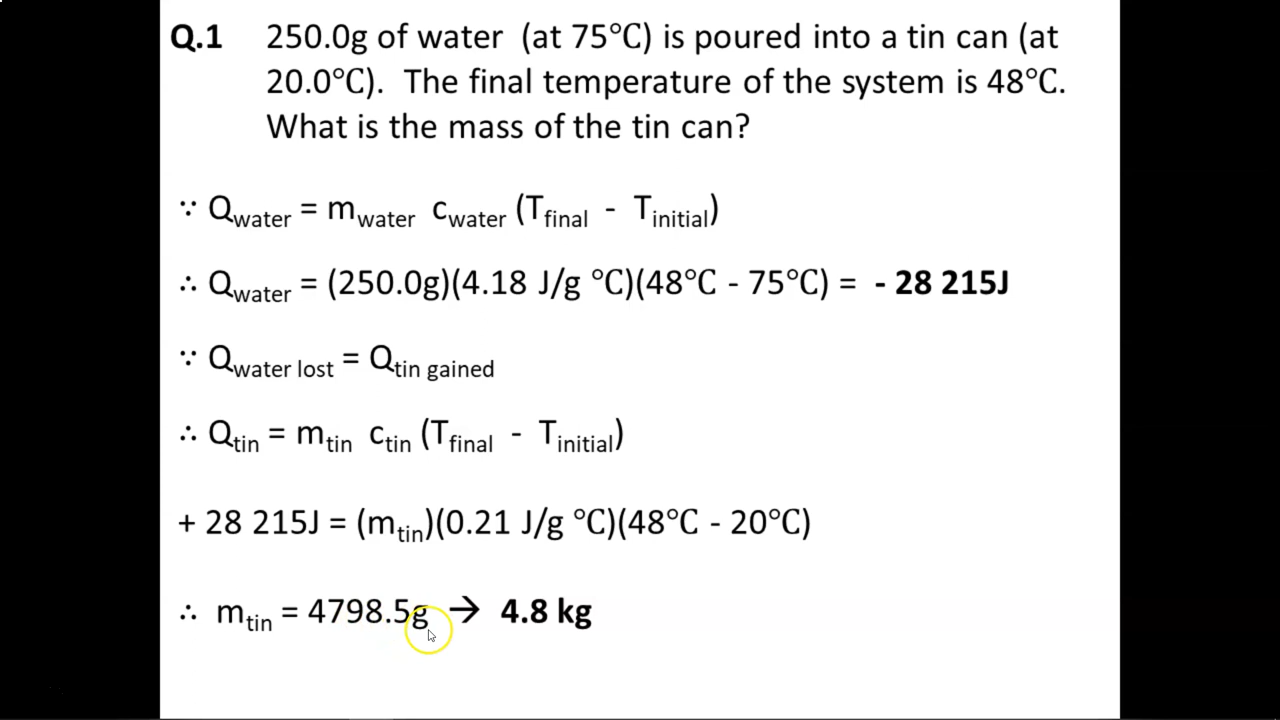 Q.1 250.0g of water (at 75°C) is poured into a tin can (at
20.0°C). The final temperature of the system is 48°C.
What is the mass of the tin can?
∵ Qwater = mwater cwater (Tfinal - Tinitial)
∴ Qwater = (250.0g)(4.18 J/g °C)(48°C - 75°C) = - 28 215J
∵ Qwater lost = Qtin gained
∴ Qtin = mtin ctin (Tfinal - Tinitial)
+ 28 215J = (mtin)(0.21 J/g °C)(48°C - 20°C)
∴ mtin = 4798.5g → 4.8 kg